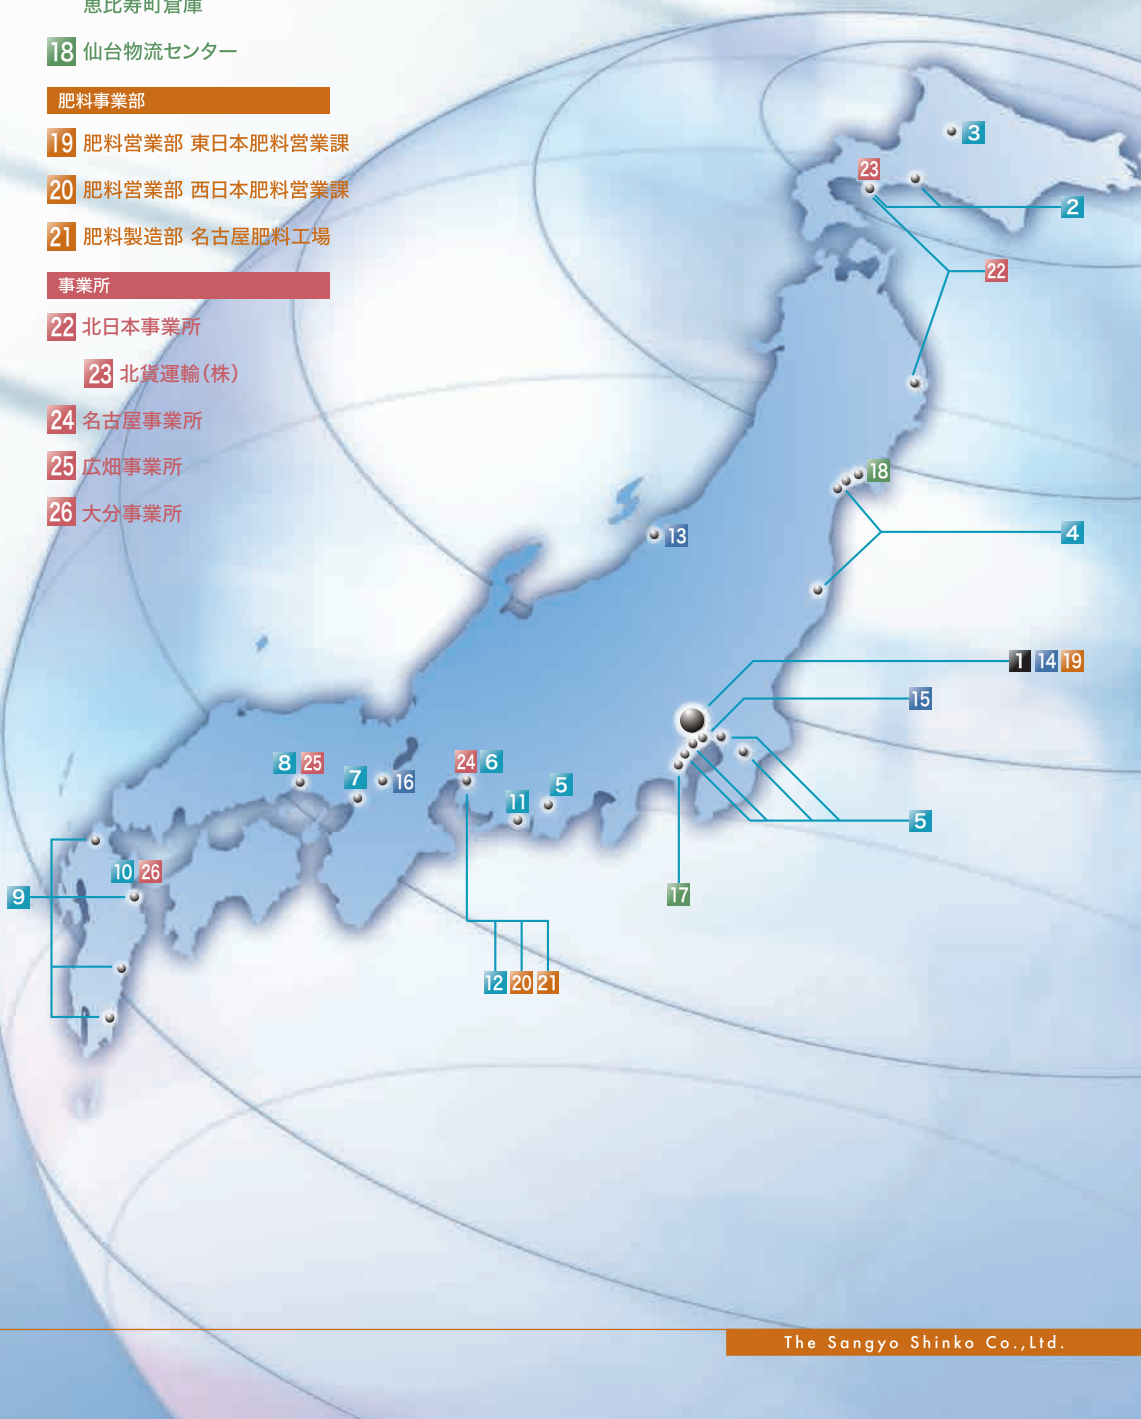 恵比寿町倉庫
18 仙台物流センター
肥料事業部
19 肥料営業部 東日本肥料営業課
20 肥料営業部 西日本肥料営業課
21 肥料製造部 名古屋肥料工場
事業所
22 北日本事業所
23 北貨運輸(株)
24 名古屋事業所
25 広畑事業所
26 大分事業所
3
23
2
22
18
13
4
1 14 19
15
8 25
7
16
24 6
11
5
5
10 26
9
17
12 20 21
The Sangyo Shinko Co.,Ltd.